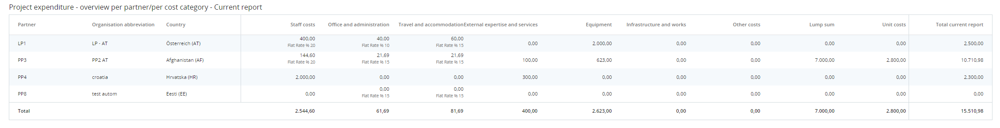 Project expenditure - overview per partner/per cost category - Current report
Partner Organisation abbreviation Country Staff costs Office and administration Travel and accommodation External expertise and services Equipment Infrastructure and works Other costs Lump sum Unit costs Total current report
LP1 LP - AT Österreich (AT) 400,00 40,00 60,00 0,00 2.000,00 0,00 0,00 0,00 0,00 2.500,00
Flat Rate % 20 Flat Rate % 10 Flat Rate % 15
PP3 PP2 AT Afghanistan (AF) 144,60 21,69 21,69 100,00 623,00 0,00 0,00 7.000,00 2.800,00 10.710,98
Flat Rate % 20 Flat Rate % 15 Flat Rate % 15
PP4 croatia Hrvatska (HR) 2.000,00 0,00 0,00 300,00 0,00 0,00 0,00 0,00 0,00 2.300,00
PP8 test autom Eesti (EE) 0,00 0,00 0,00 0,00 0,00 0,00 0,00 0,00 0,00 0,00
Flat Rate % 15 Flat Rate % 15
Total 2.544,60 61,69 81,69 400,00 2.623,00 0,00 0,00 7.000,00 2.800,00 15.510,98